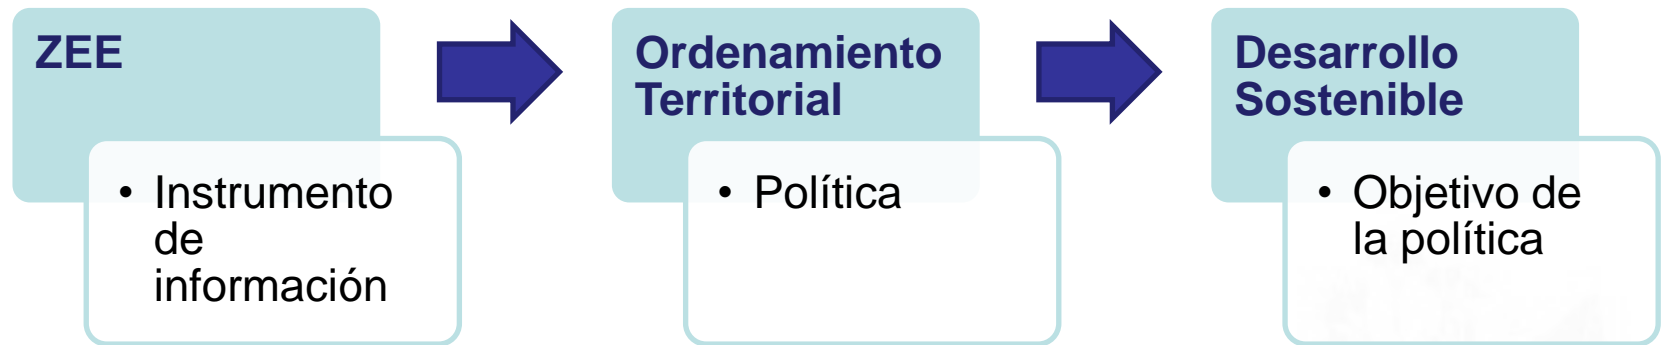 ZEE
• Instrumento
de
información
Ordenamiento
Territorial
• Política
Desarrollo
Sostenible
• Objetivo de
la política